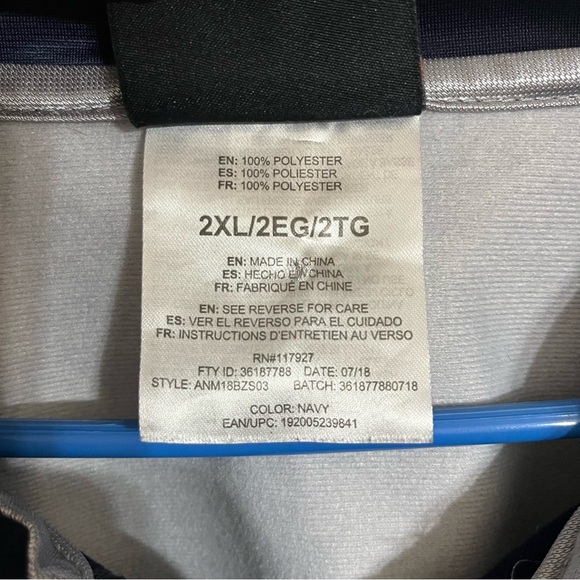 EN: 100% POLYESTER
ES: 100% POLIESTER
FR: 100% POLYESTER
2XL/2EG/2TG
EN: MADE IN CHINA
ES: HECHO EN CHINA
FR: FABRIQUÉ EN CHINE
EN: SEE REVERSE FOR CARE
ES: VER EL REVERSO PARA EL CUIDADO
FR: INSTRUCTIONS D'ENTRETIEN AU VERSO
RN#117927
FTY ID: 36187788 DATE: 07/18
STYLE: ANM18BZS03 BATCH: 361877880718
COLOR: NAVY
EAN/UPC: 192005239841